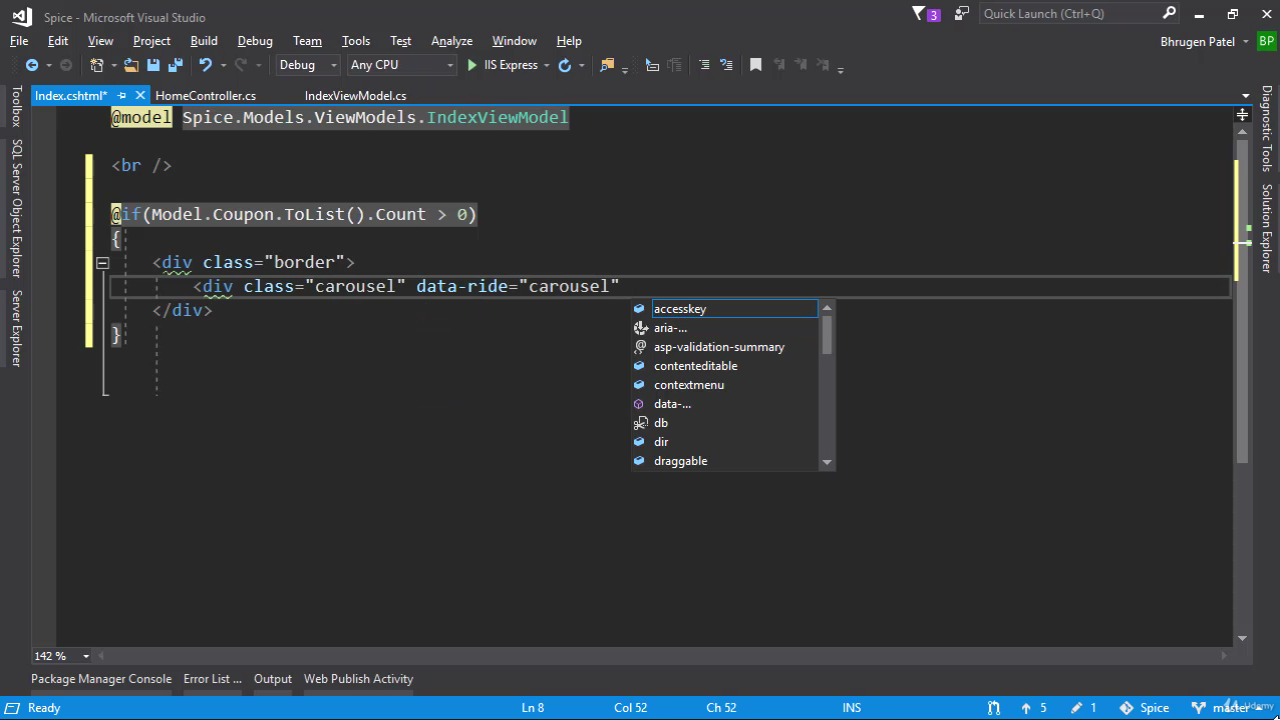 Spice - Microsoft Visual Studio
3
Quick Launch (Ctrl+Q)
File Edit View Project Build Debug Team Tools Test Analyze Window Help
Bhrugen Patel BP
Debug Any CPU IIS Express
Index.cshtml* HomeController.cs IndexViewModel.cs
Toolbox
SQL Server Object Explorer
Server Explorer
@model Spice.Models.ViewModels.IndexViewModel
<br />
@if(Model.Coupon.ToList().Count > 0)
{
<div class="border">
<div class="carousel" data-ride="carousel"
</div>
}
accesskey
aria-...
asp-validation-summary
contenteditable
contextmenu
data-...
db
dir
draggable
Diagnostic Tools
Solution Explorer
142 %
Package Manager Console Error List ... Output Web Publish Activity
Ready Ln 8 Col 52 Ch 52 INS 5 1 Spice master
Udemy